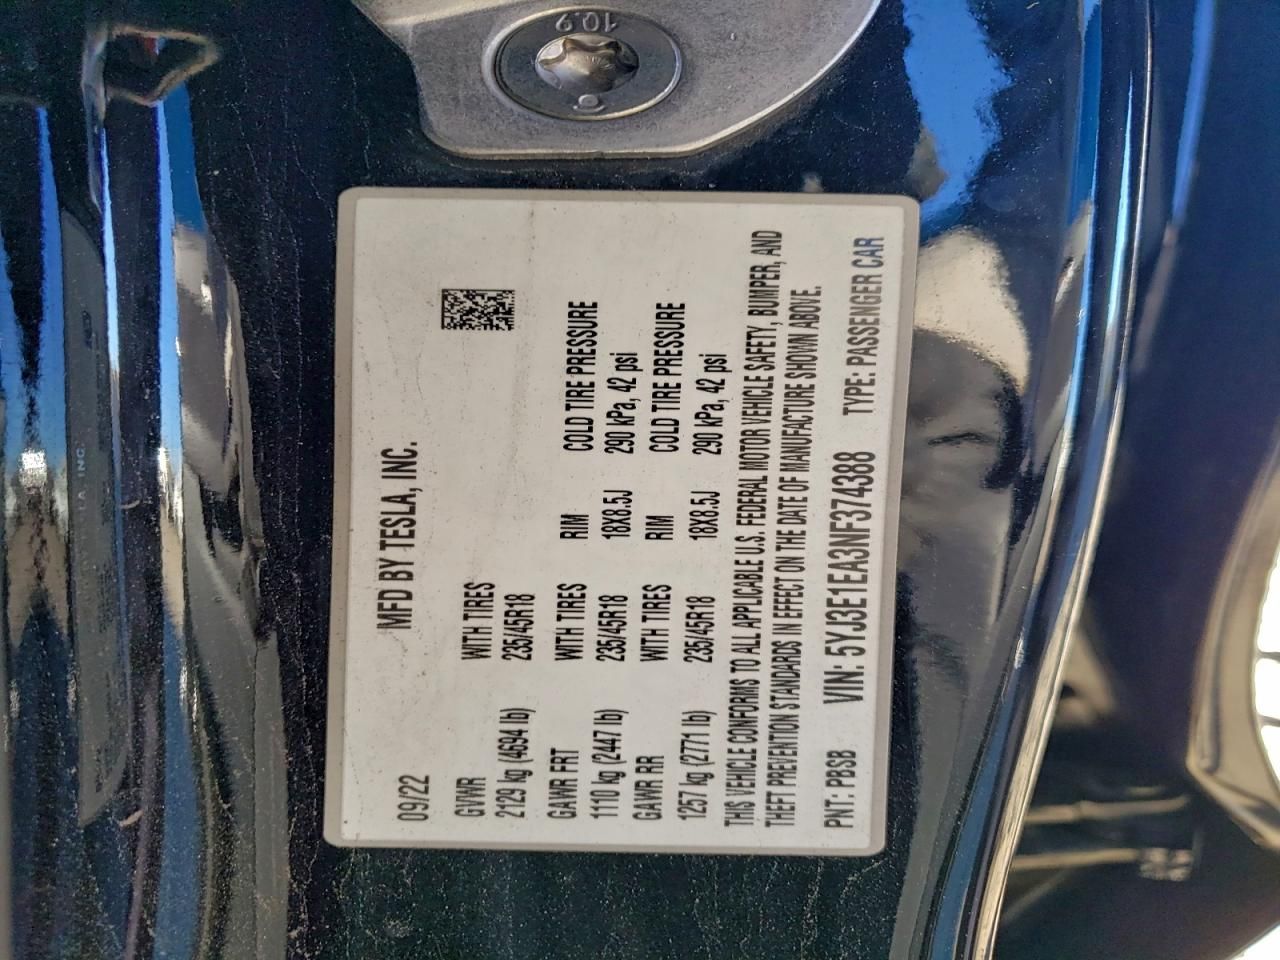 10.9
MFD BY TESLA, INC.
09/22
GVWR WITH TIRES
2129 kg (4694 lb) 235/45R18
GAWR FRT WITH TIRES RIM COLD TIRE PRESSURE
1110 kg (2447 lb) 235/45R18 18X8.5J 290 kPa, 42 psi
GAWR RR WITH TIRES RIM COLD TIRE PRESSURE
1257 kg (2771 lb) 235/45R18 18X8.5J 290 kPa, 42 psi
THIS VEHICLE CONFORMS TO ALL APPLICABLE U.S. FEDERAL MOTOR VEHICLE SAFETY, BUMPER, AND
THEFT PREVENTION STANDARDS IN EFFECT ON THE DATE OF MANUFACTURE SHOWN ABOVE.
PNT: PBSB VIN: 5YJ3E1EA3NF374388 TYPE: PASSENGER CAR